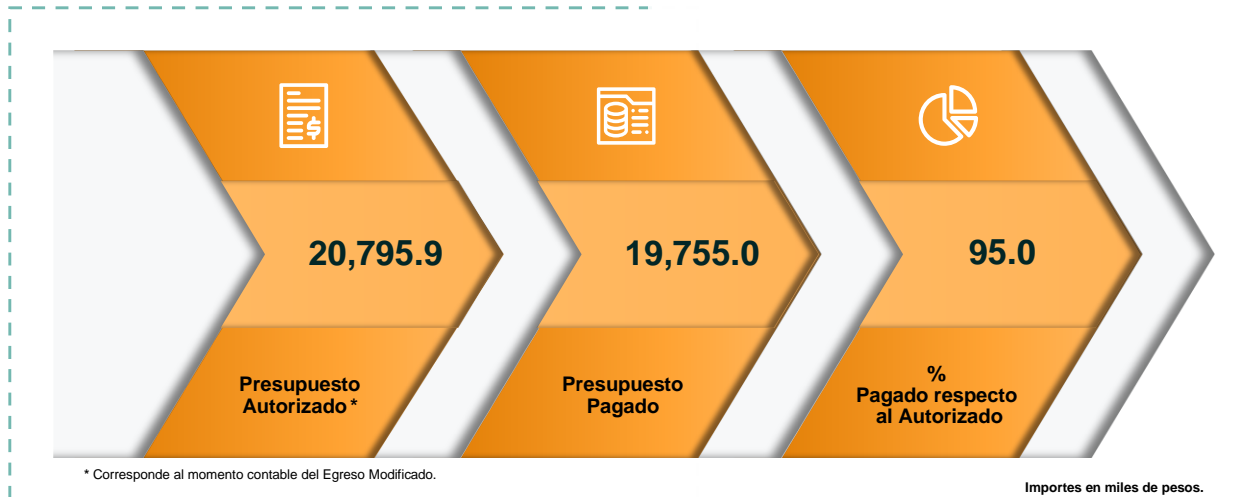 20,795.9
19,755.0
95.0
Presupuesto
Autorizado *
Presupuesto
Pagado
%
Pagado respecto
al Autorizado
* Corresponde al momento contable del Egreso Modificado.
Importes en miles de pesos.